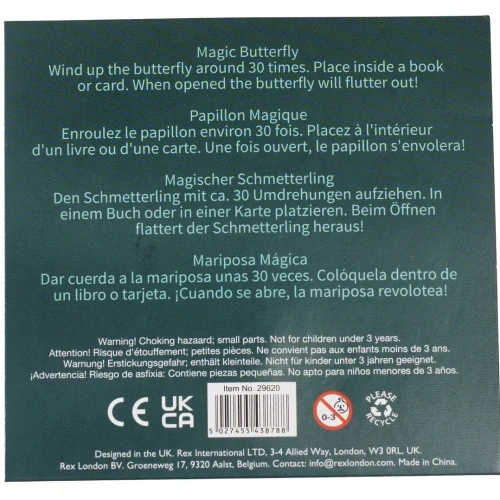 Magic Butterfly
Wind up the butterfly around 30 times. Place inside a book
or card. When opened the butterfly will flutter out!
Papillon Magique
Enroulez le papillon environ 30 fois. Placez à l'intérieur
d'un livre ou d'une carte. Une fois ouvert, le papillon s'envolera!
Magischer Schmetterling
Den Schmetterling mit ca. 30 Umdrehungen aufziehen. In
einem Buch oder in einer Karte platzieren. Beim Öffnen
flattert der Schmetterling heraus!
Mariposa Mágica
Dar cuerda a la mariposa unas 30 veces. Colóquela dentro de
un libro o tarjeta. ¡Cuando se abre, la mariposa revolotea!
Warning! Choking hazaard; small parts. Not for children under 3 years.
Attention! Risque d'étouffement; petites pièces. Ne convient pas aux enfants moins de 3 ans.
Warnung! Erstickungsgefahr; enthält kleinteile. Nicht für kinder unter 3 jahren geeignet.
¡Advertencia! Riesgo de asfixia: Contiene piezas pequeñas. No apto para niños menores de 3 años.
Item No. 29620
CE UK CA
0-3
PLEASE RECYCLE
5 027455 438788
Designed in the UK. Rex International LTD, 3-4 Allied Way, London, W3 0RL, UK.
Rex London BV. Groeneweg 17, 9320 Aalst, Belgium. Contact: info@rexlondon.com. Made in China.